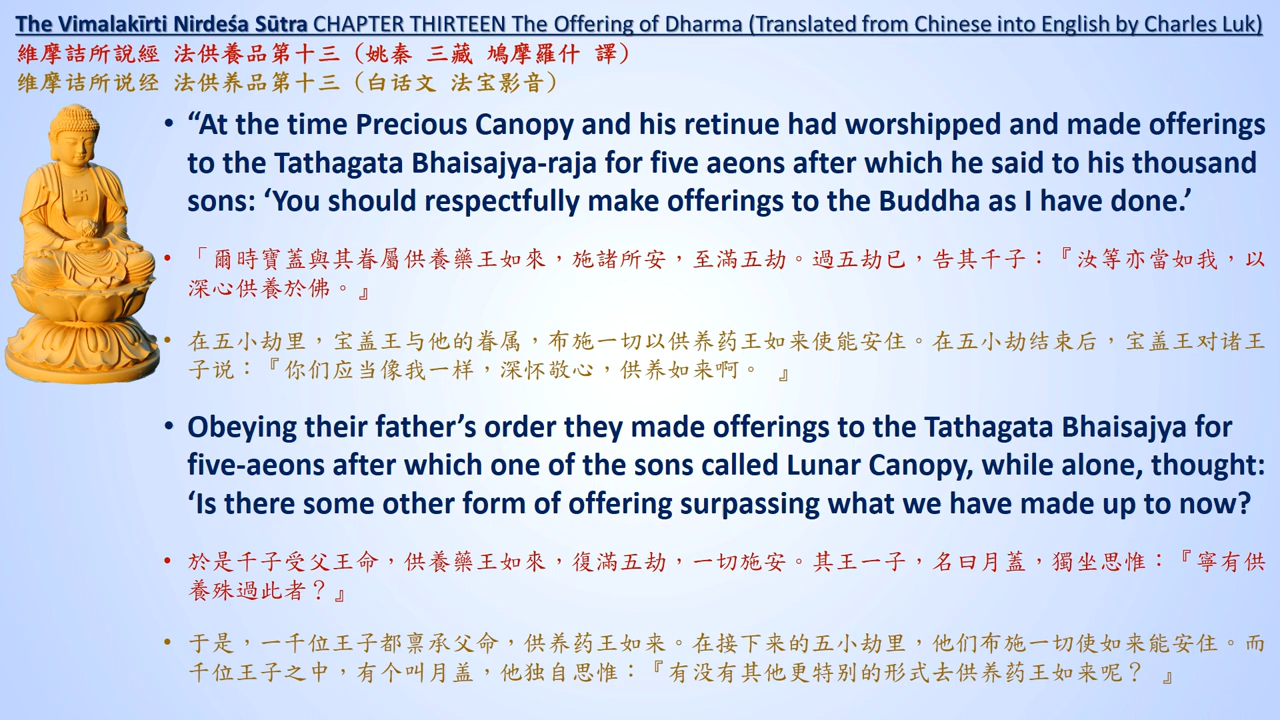 The Vimalakīrti Nirdeśa Sūtra CHAPTER THIRTEEN The Offering of Dharma (Translated from Chinese into English by Charles Luk)
維摩詰所說經 法供養品第十三 (姚秦 三藏 鳩摩羅什 譯)
维摩诘所说经 法供养品第十三 (白话文 法宝影音)
• “At the time Precious Canopy and his retinue had worshipped and made offerings
to the Tathagata Bhaisajya-raja for five aeons after which he said to his thousand
sons: ‘You should respectfully make offerings to the Buddha as I have done.’
• 「爾時寶蓋與其眷屬供養藥王如來，施諸所安，至滿五劫。過五劫已，告其千子：『汝等亦當如我，以
深心供養於佛。』
• 在五小劫里，宝盖王与他的眷属，布施一切以供养药王如来使能安住。在五小劫结束后，宝盖王对诸王
子说：『你们应当像我一样，深怀敬心，供养如来啊。 』
• Obeying their father’s order they made offerings to the Tathagata Bhaisajya for
five-aeons after which one of the sons called Lunar Canopy, while alone, thought:
‘Is there some other form of offering surpassing what we have made up to now?
• 於是千子受父王命，供養藥王如來，復滿五劫，一切施安。其王一子，名曰月蓋，獨坐思惟：『寧有供
養殊過此者？』
• 于是，一千位王子都禀承父命，供养药王如来。在接下来的五小劫里，他们布施一切使如来能安住。而
千位王子之中，有个叫月盖，他独自思惟：『有没有其他更特别的形式去供养药王如来呢？ 』